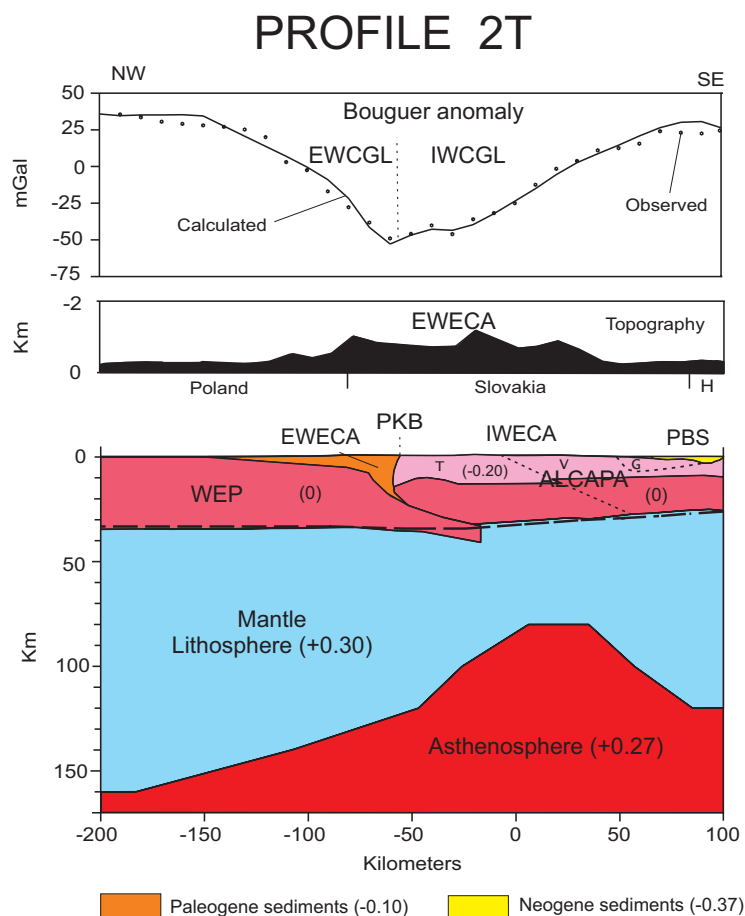 PROFILE 2T
NW
SE
50
25
0
-25
-50
-75
mGal
Bouguer anomaly
EWCGL
IWCGL
Calculated
Observed
-2
0
Km
EWECA
Topography
Poland
Slovakia
H
PKB
EWECA
IWECA
PBS
0
50
100
150
Km
T
(-0.20)
V
G
ALCAPA
WEP
(0)
(0)
Mantle
Lithosphere (+0.30)
Asthenosphere (+0.27)
-200
-150
-100
-50
0
50
100
Kilometers
Paleogene sediments (-0.10)
Neogene sediments (-0.37)